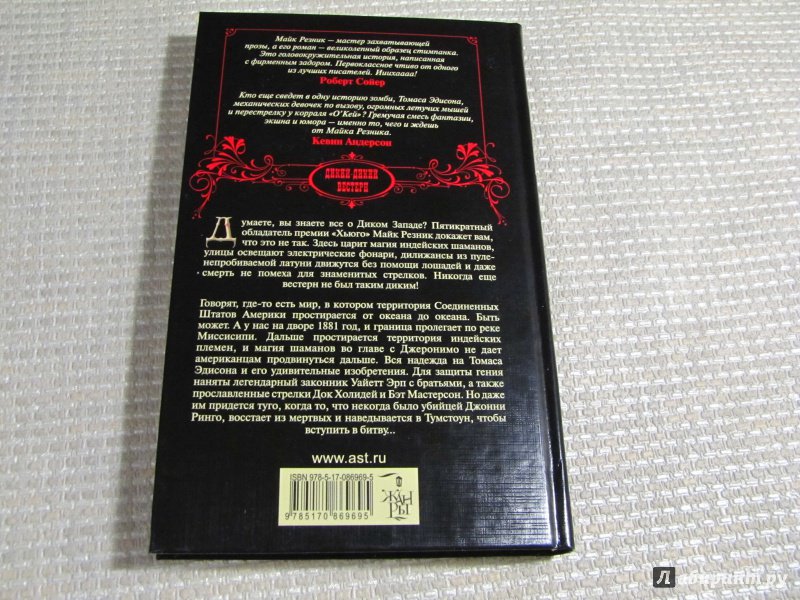 Майк Резник — мастер захватывающей
прозы, а его роман — великолепный образец стимпанка.
Это головокружительная история, написанная
с фирменным задором. Первоклассное чтиво от одного
из лучших писателей. Ииихаааа!
Роберт Сойер
Кто еще сведет в одну историю зомби, Томаса Эдисона,
механических девочек по вызову, огромных летучих мышей
и перестрелку у корраля «О’Кей»? Гремучая смесь фантазии,
экшна и юмора — именно то, чего и ждешь
от Майка Резника.
Кевин Андерсон
ДИКИЙ-ДИКИЙ
ВЕСТЕРН
Думаете, вы знаете все о Диком Западе? Пятикратный
обладатель премии «Хьюго» Майк Резник докажет вам,
что это не так. Здесь царит магия индейских шаманов,
улицы освещают электрические фонари, дилижансы из пуле-
непробиваемой латуни движутся без помощи лошадей и даже
смерть не помеха для знаменитых стрелков. Никогда еще
вестерн не был таким диким!
Говорят, где-то есть мир, в котором территория Соединенных
Штатов Америки простирается от океана до океана. Быть
может. А у нас на дворе 1881 год, и граница пролегает по реке
Миссисипи. Дальше простирается территория индейских
племен, и магия шаманов во главе с Джеронимо не дает
американцам продвинуться дальше. Вся надежда на Томаса
Эдисона и его удивительные изобретения. Для защиты гения
наняты легендарный законник Уайетт Эрп с братьями, а также
прославленные стрелки Док Холидей и Бэт Мастерсон. Но даже
им придется туго, когда то, что некогда было убийцей Джонни
Ринго, восстает из мертвых и наведывается в Тумстоун, чтобы
вступить в битву...
www.ast.ru
ISBN 978-5-17-086969-5
9 785170 869695
ЖАН
РЫ
Лабиринт.ру